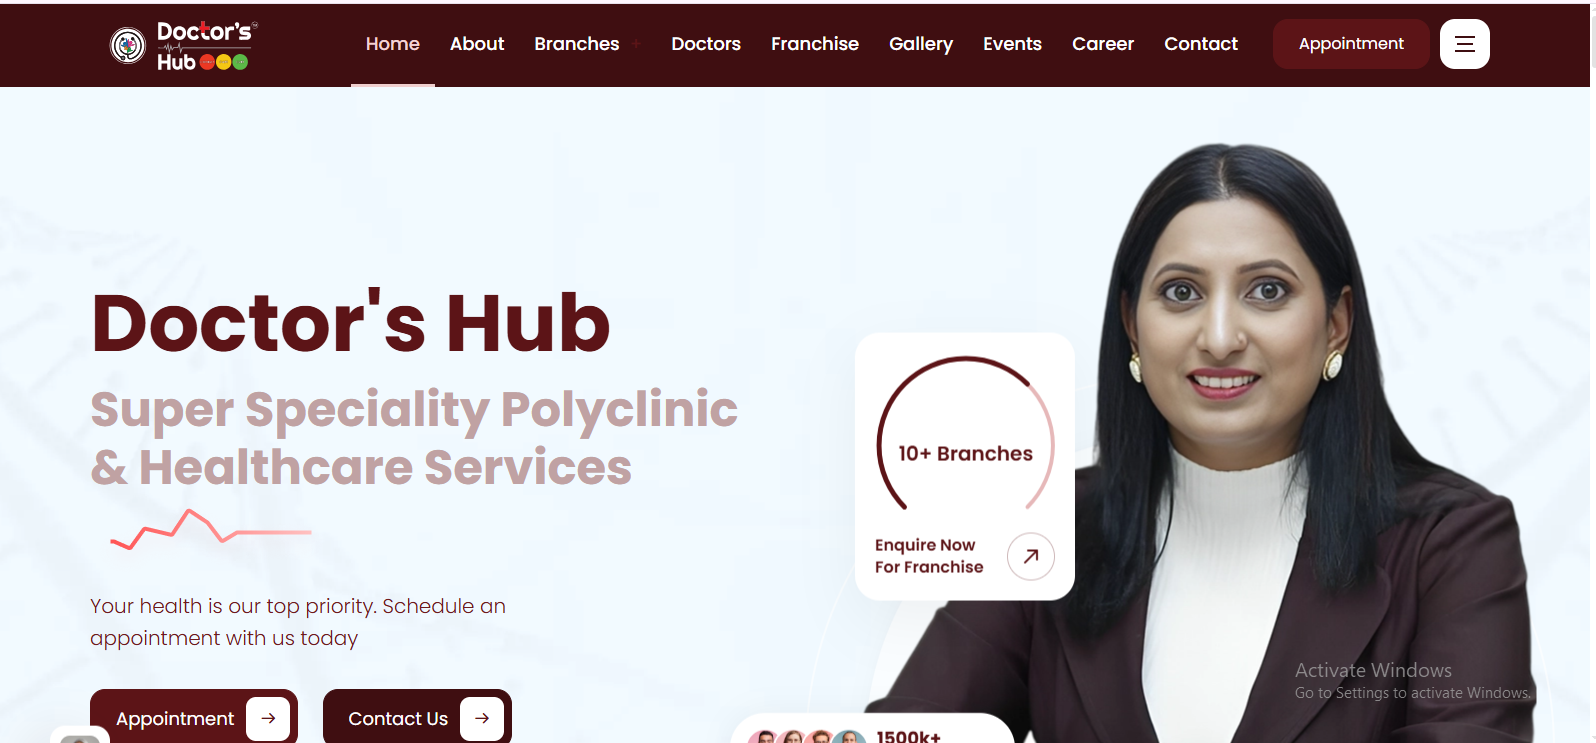 Doctor's
Hub
Home About Branches + Doctors Franchise Gallery Events Career Contact Appointment
Doctor's Hub
Super Speciality Polyclinic
& Healthcare Services
10+ Branches
Enquire Now
For Franchise
Your health is our top priority. Schedule an
appointment with us today
Appointment
Contact Us
1500k+
Activate Windows
Go to Settings to activate Windows.